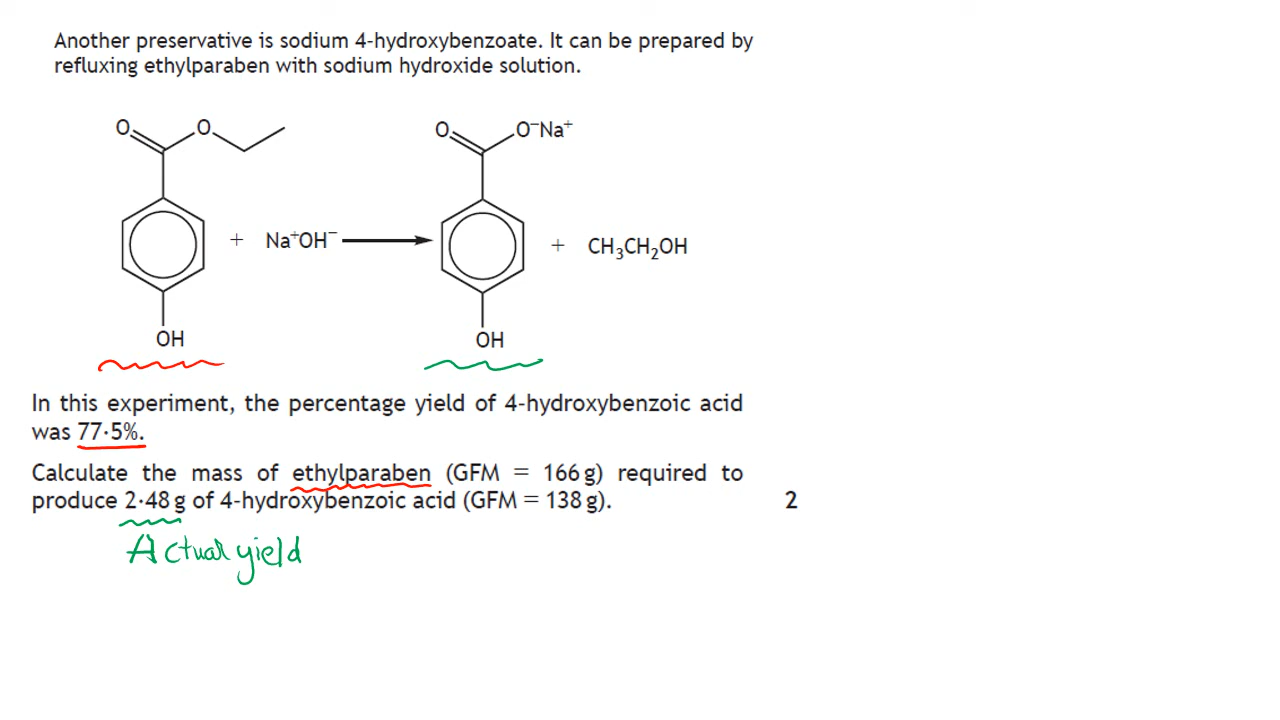 Another preservative is sodium 4-hydroxybenzoate. It can be prepared by
refluxing ethylparaben with sodium hydroxide solution.
O O O O⁻Na⁺
+ Na⁺OH⁻ + CH₃CH₂OH
OH OH
In this experiment, the percentage yield of 4-hydroxybenzoic acid
was 77·5%.
Calculate the mass of ethylparaben (GFM = 166 g) required to
produce 2·48 g of 4-hydroxybenzoic acid (GFM = 138 g). 2
Actual yield